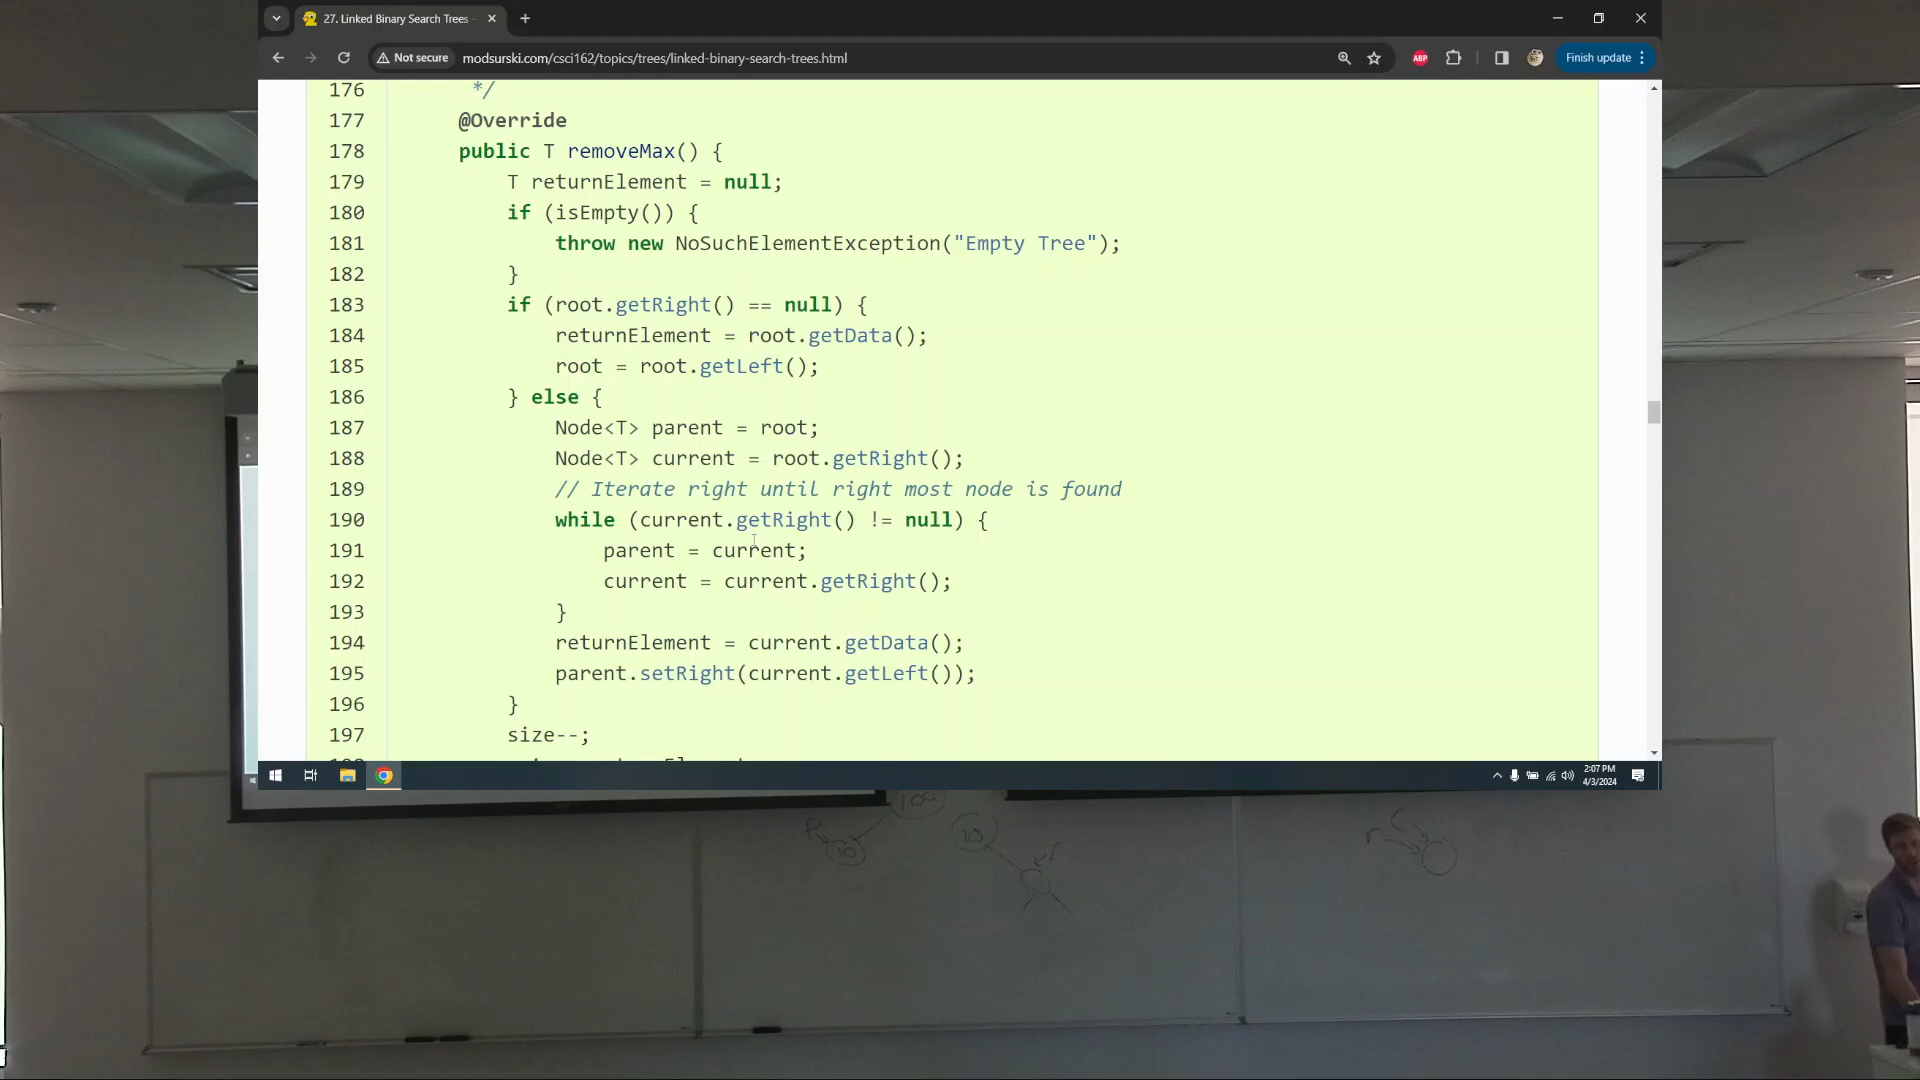 27. Linked Binary Search Trees -
Not secure modsurski.com/csci162/topics/trees/linked-binary-search-trees.html
ABP
Finish update
176 */
177 @Override
178 public T removeMax() {
179 T returnElement = null;
180 if (isEmpty()) {
181 throw new NoSuchElementException("Empty Tree");
182 }
183 if (root.getRight() == null) {
184 returnElement = root.getData();
185 root = root.getLeft();
186 } else {
187 Node<T> parent = root;
188 Node<T> current = root.getRight();
189 // Iterate right until right most node is found
190 while (current.getRight() != null) {
191 parent = current;
192 current = current.getRight();
193 }
194 returnElement = current.getData();
195 parent.setRight(current.getLeft());
196 }
197 size--;
2:07 PM
4/3/2024
100
P
10
10
r
C
r